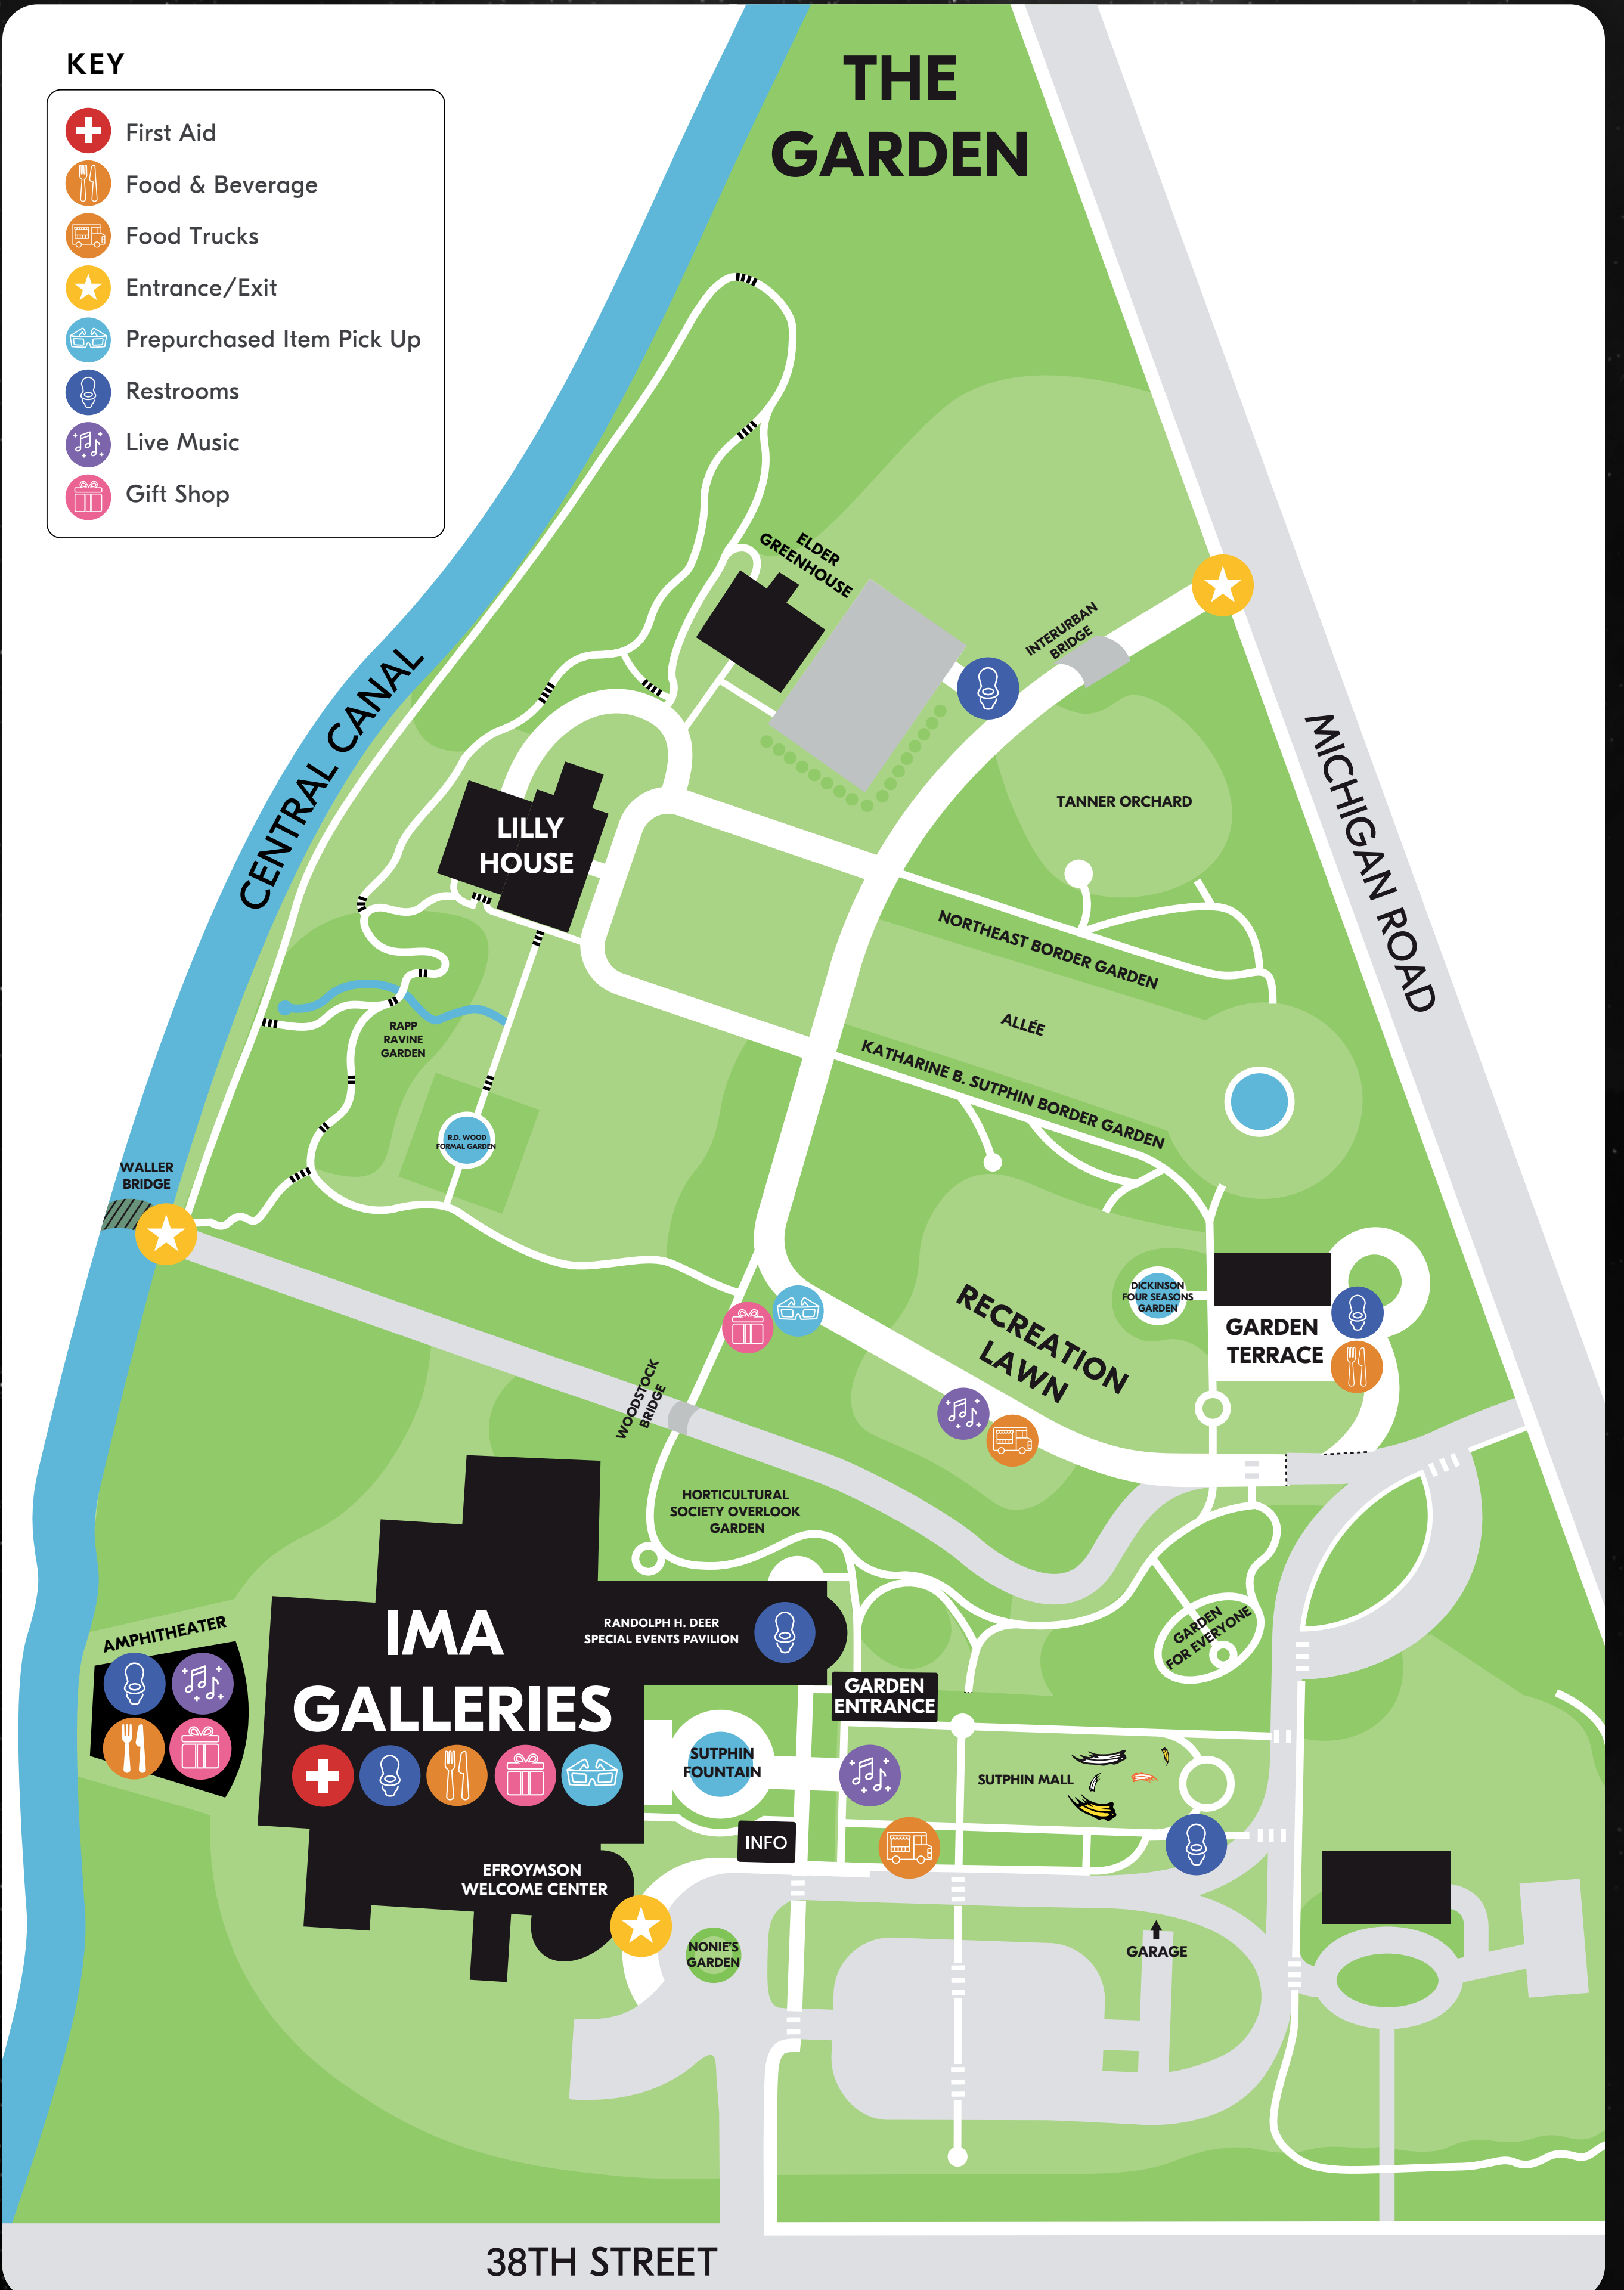 THE
GARDEN
KEY
First Aid
Food & Beverage
Food Trucks
Entrance/Exit
Prepurchased Item Pick Up
Restrooms
Live Music
Gift Shop
ELDER
GREENHOUSE
INTERURBAN
BRIDGE
CENTRAL CANAL
MICHIGAN ROAD
TANNER ORCHARD
LILLY
HOUSE
NORTHEAST BORDER GARDEN
ALLÉE
KATHARINE B. SUTPHIN BORDER GARDEN
RAPP
RAVINE
GARDEN
R.D. WOOD
FORMAL GARDEN
WALLER
BRIDGE
DICKINSON
FOUR SEASONS
GARDEN
GARDEN
TERRACE
RECREATION
LAWN
WOODSTOCK
BRIDGE
HORTICULTURAL
SOCIETY OVERLOOK
GARDEN
GARDEN
FOR EVERYONE
AMPHITHEATER
IMA
GALLERIES
RANDOLPH H. DEER
SPECIAL EVENTS PAVILION
GARDEN
ENTRANCE
SUTPHIN
FOUNTAIN
SUTPHIN MALL
INFO
EFROYMSON
WELCOME CENTER
NONIE'S
GARDEN
GARAGE
38TH STREET